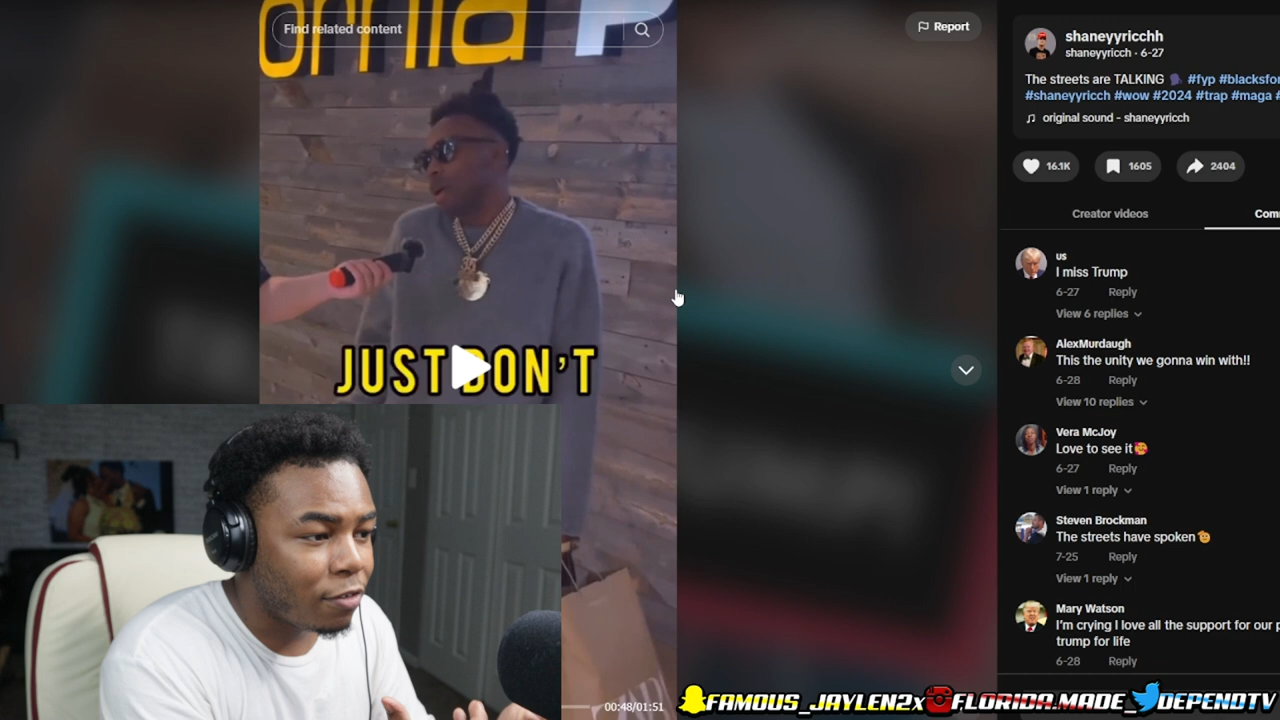 ornia P
Find related content
Report
shaneyyricchh
shaneyyricch · 6-27
The streets are TALKING 🗣 #fyp #blacksfor
#shaneyyricch #wow #2024 #trap #maga #
♫ original sound - shaneyyricch
16.1K
1605
2404
Creator videos
Com
us
I miss Trump
6-27 Reply
View 6 replies
AlexMurdaugh
This the unity we gonna win with!!
6-28 Reply
View 10 replies
Vera McJoy
Love to see it🥰
6-27 Reply
View 1 reply
Steven Brockman
The streets have spoken🫡
7-25 Reply
View 1 reply
Mary Watson
I'm crying I love all the support for our p
trump for life
6-28 Reply
JUST DON'T
00:48/01:51
FAMOUS_JAYLEN2x FLORIDA.MADE_ DEPENDTV